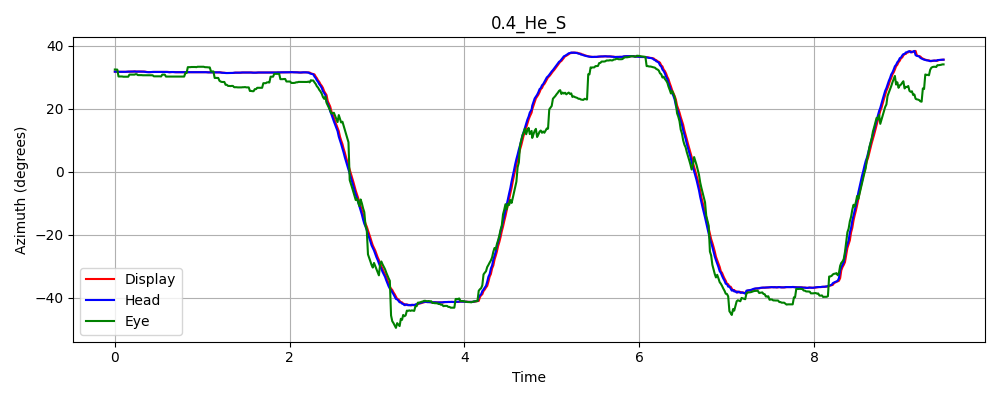 0.4_He_S
Azimuth (degrees)
40
20
0
−20
−40
Display
Head
Eye
0 2 4 6 8
Time